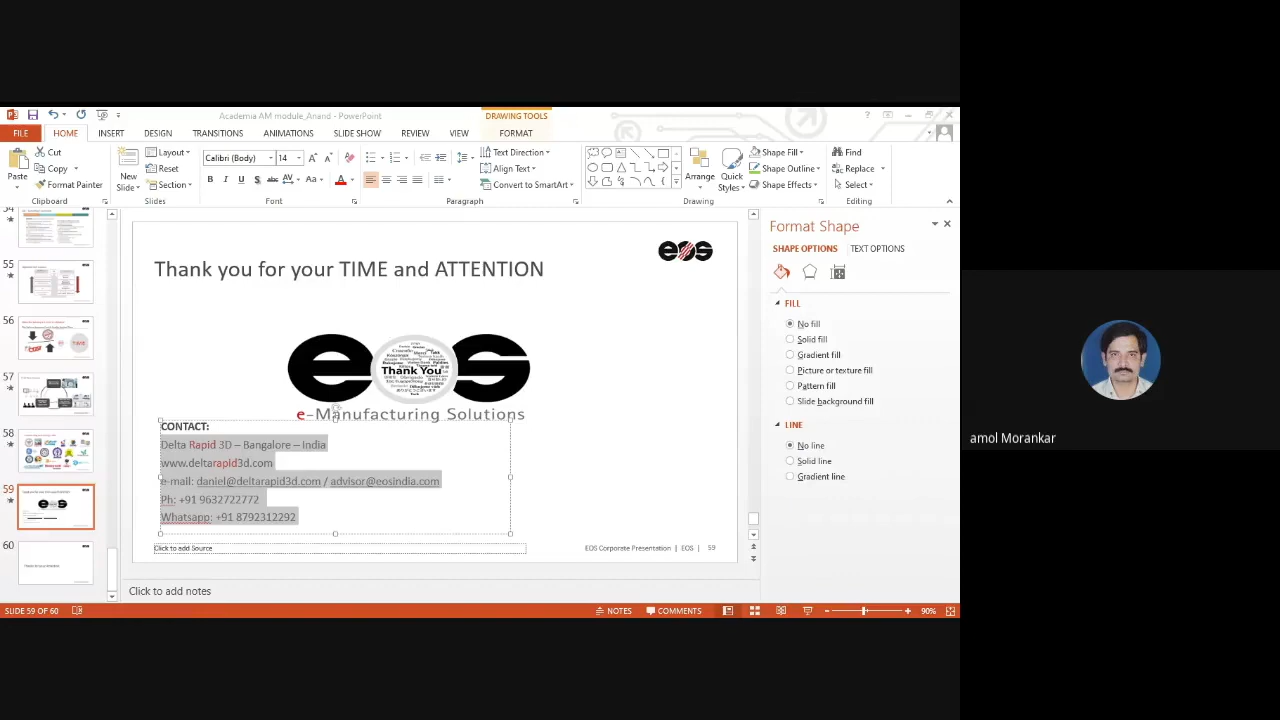 Academia AM module_Anand - PowerPoint
DRAWING TOOLS
FILE HOME INSERT DESIGN TRANSITIONS ANIMATIONS SLIDE SHOW REVIEW VIEW FORMAT
Paste
Cut
Copy
Format Painter
Clipboard
New Slide
Layout
Reset
Section
Slides
Calibri (Body) 14
B I U S abc AV Aa A
Font
Text Direction
Align Text
Convert to SmartArt
Paragraph
Arrange
Quick Styles
Shape Fill
Shape Outline
Shape Effects
Drawing
Find
Replace
Select
Editing
54
55
56
57
58
59
60
eos
Thank you for your TIME and ATTENTION
eos
Thank You
e-Manufacturing Solutions
CONTACT:
Delta Rapid 3D – Bangalore – India
www.deltarapid3d.com
e-mail: daniel@deltarapid3d.com / advisor@eosindia.com
Ph: +91 9632722772
Whatsapp: +91 8792312292
Click to add Source
EOS Corporate Presentation | EOS | 59
Click to add notes
Format Shape
SHAPE OPTIONS TEXT OPTIONS
FILL
No fill
Solid fill
Gradient fill
Picture or texture fill
Pattern fill
Slide background fill
LINE
No line
Solid line
Gradient line
SLIDE 59 OF 60
NOTES COMMENTS 90%
amol Morankar